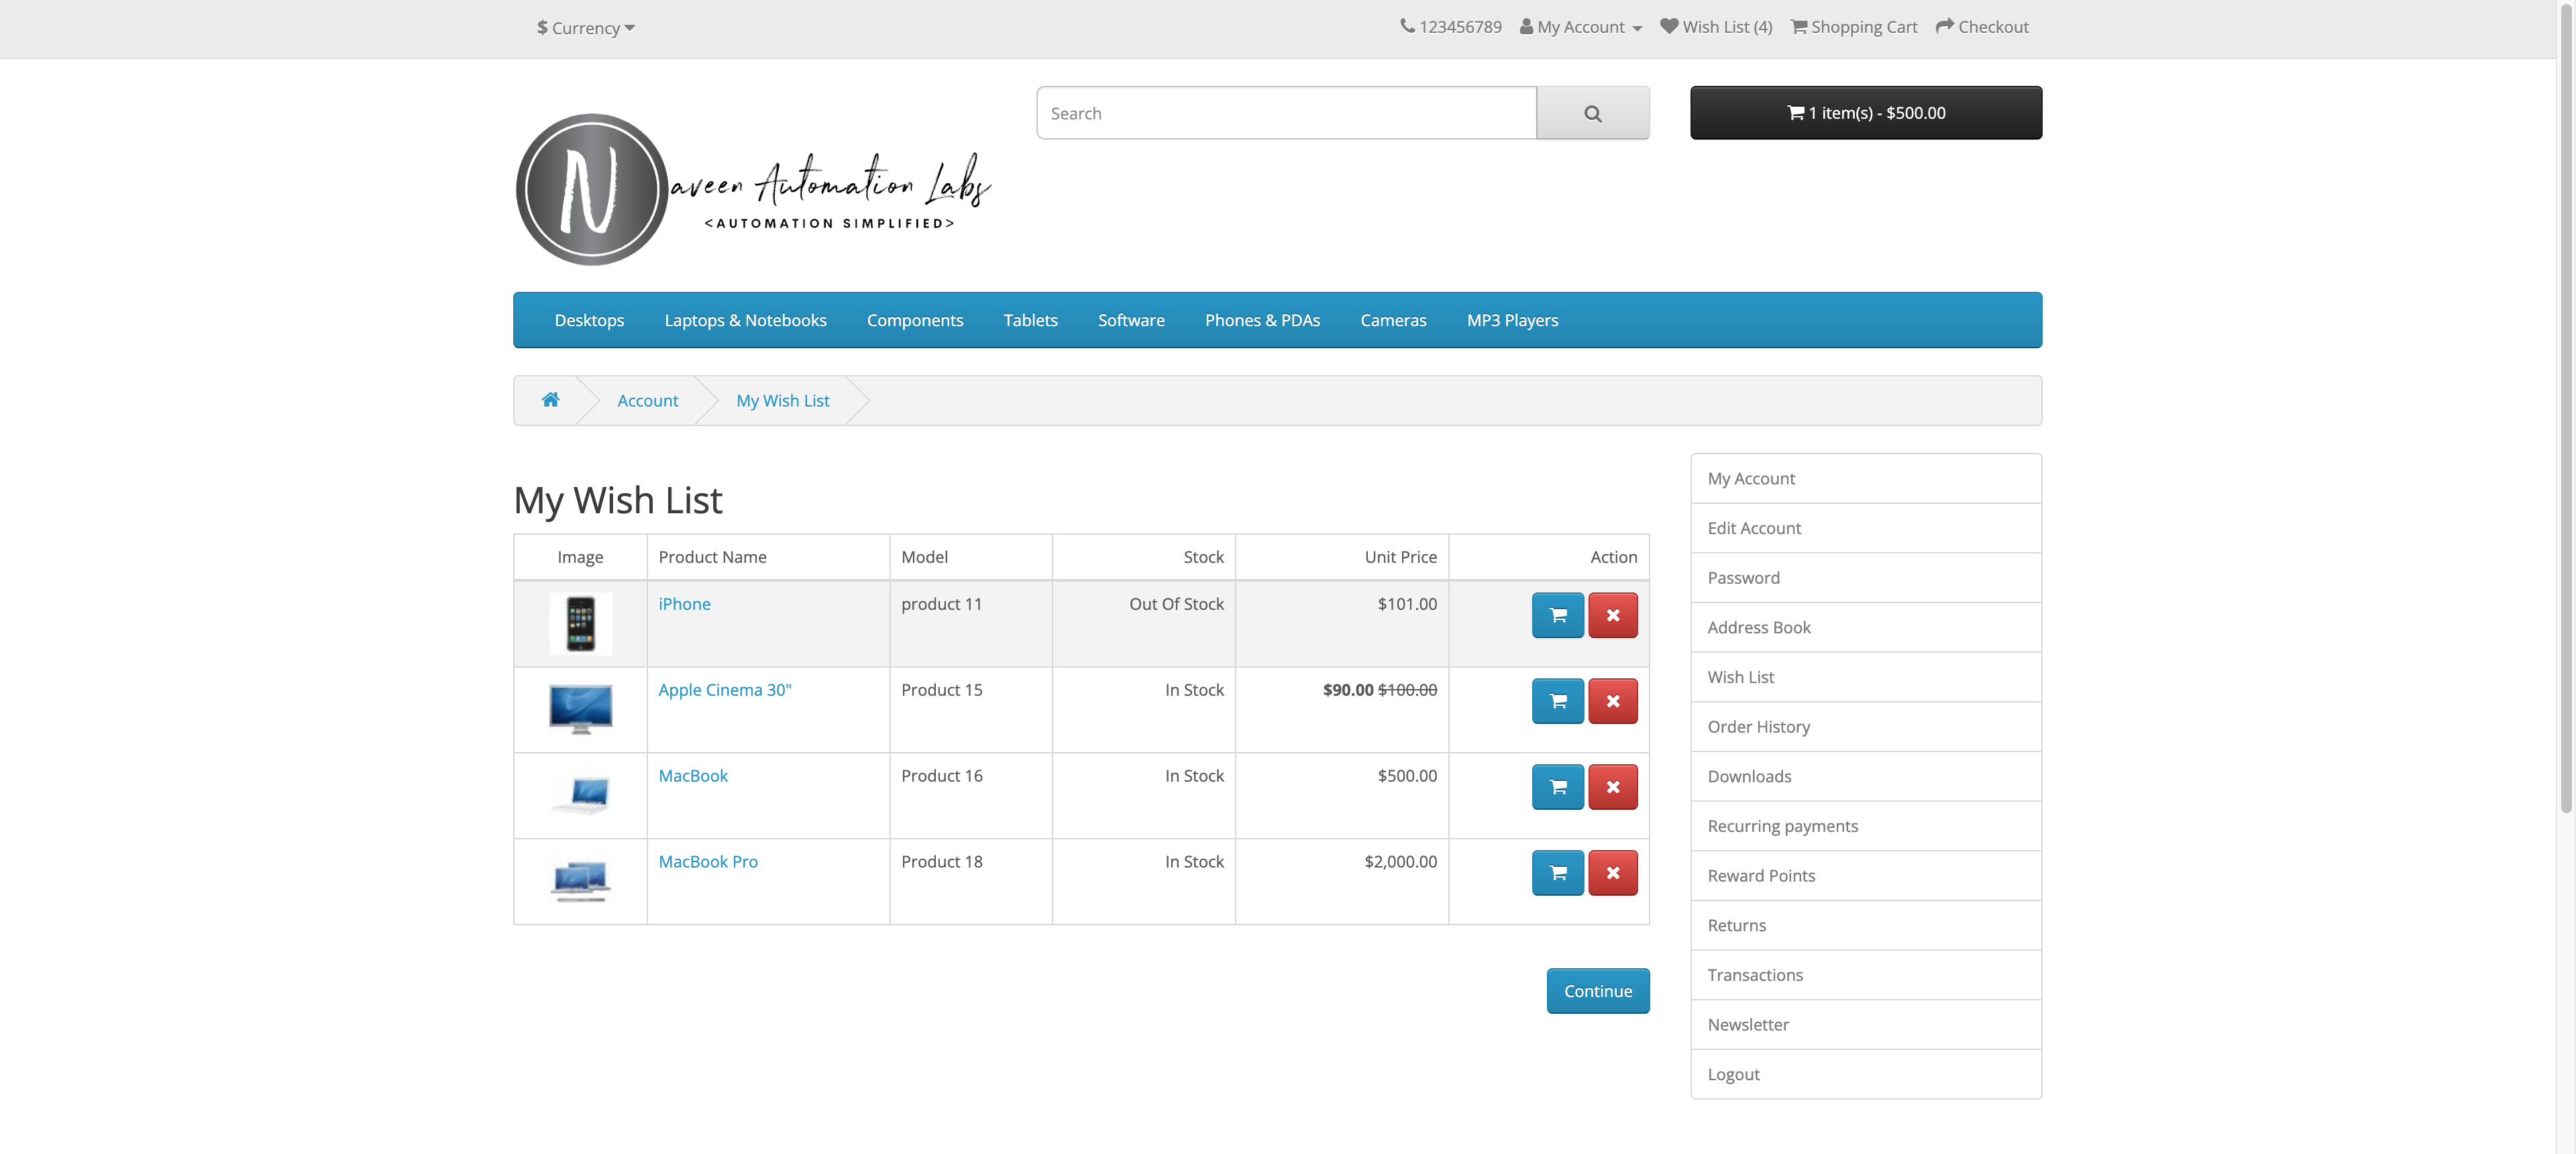 $ Currency
123456789 My Account Wish List (4) Shopping Cart Checkout
Search
1 item(s) - $500.00
Naveen Automation Labs
<AUTOMATION SIMPLIFIED>
Desktops Laptops & Notebooks Components Tablets Software Phones & PDAs Cameras MP3 Players
Account My Wish List
My Wish List
Image Product Name Model Stock Unit Price Action
iPhone product 11 Out Of Stock $101.00
Apple Cinema 30" Product 15 In Stock $90.00 $100.00
MacBook Product 16 In Stock $500.00
MacBook Pro Product 18 In Stock $2,000.00
Continue
My Account
Edit Account
Password
Address Book
Wish List
Order History
Downloads
Recurring payments
Reward Points
Returns
Transactions
Newsletter
Logout